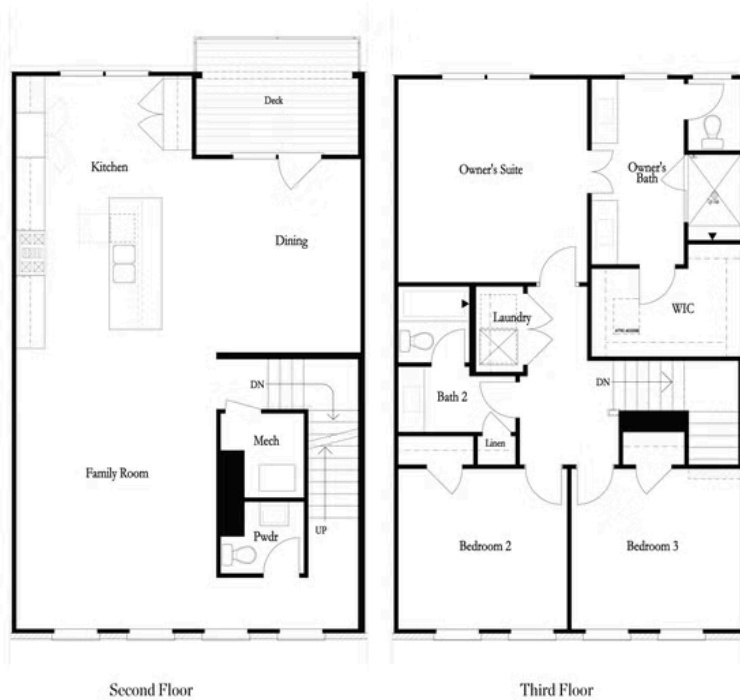 Deck
Kitchen
Dining
DN
Mech
Family Room
UP
Pwdr
Second Floor
Owner's Suite
Owner's
Bath
Laundry
WIC
Bath 2
DN
Linen
Bedroom 2
Bedroom 3
Third Floor